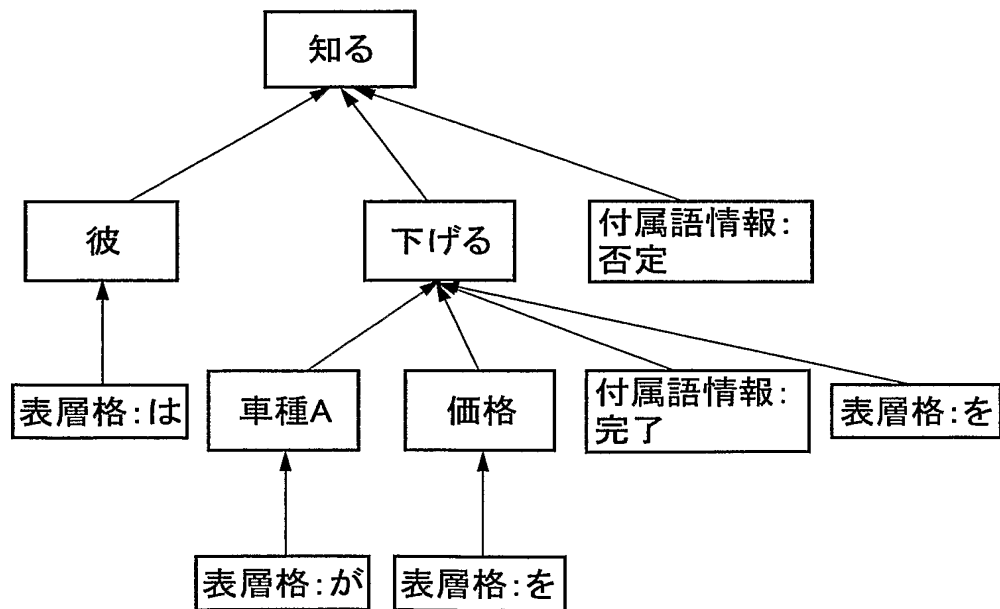 知る
彼
下げる
付属語情報:
否定
表層格:は
車種A
価格
付属語情報:
完了
表層格:を
表層格:が
表層格:を